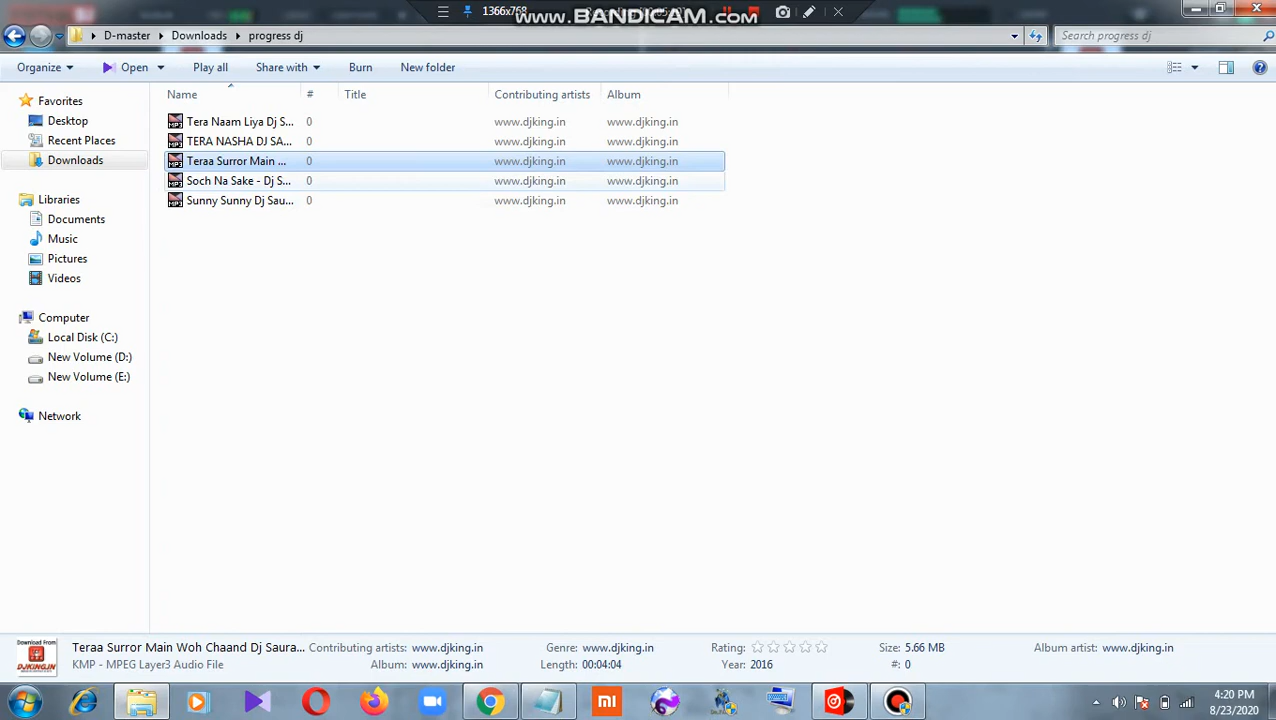 1366x768
www.BANDICAM.com
D-master
Downloads
progress dj
Search progress dj
Organize
Open
Play all
Share with
Burn
New folder
Name
#
Title
Contributing artists
Album
Favorites
Desktop
Recent Places
Downloads
Libraries
Documents
Music
Pictures
Videos
Computer
Local Disk (C:)
New Volume (D:)
New Volume (E:)
Network
Tera Naam Liya Dj S... 0 www.djking.in www.djking.in
TERA NASHA DJ SA... 0 www.djking.in www.djking.in
Teraa Surror Main ... 0 www.djking.in www.djking.in
Soch Na Sake - Dj S... 0 www.djking.in www.djking.in
Sunny Sunny Dj Sau... 0 www.djking.in www.djking.in
Download From
DJKING.IN
Teraa Surror Main Woh Chaand Dj Saura...
KMP - MPEG Layer3 Audio File
Contributing artists: www.djking.in
Album: www.djking.in
Genre: www.djking.in
Length: 00:04:04
Rating:
Year: 2016
Size: 5.66 MB
#: 0
Album artist: www.djking.in
4:20 PM
8/23/2020